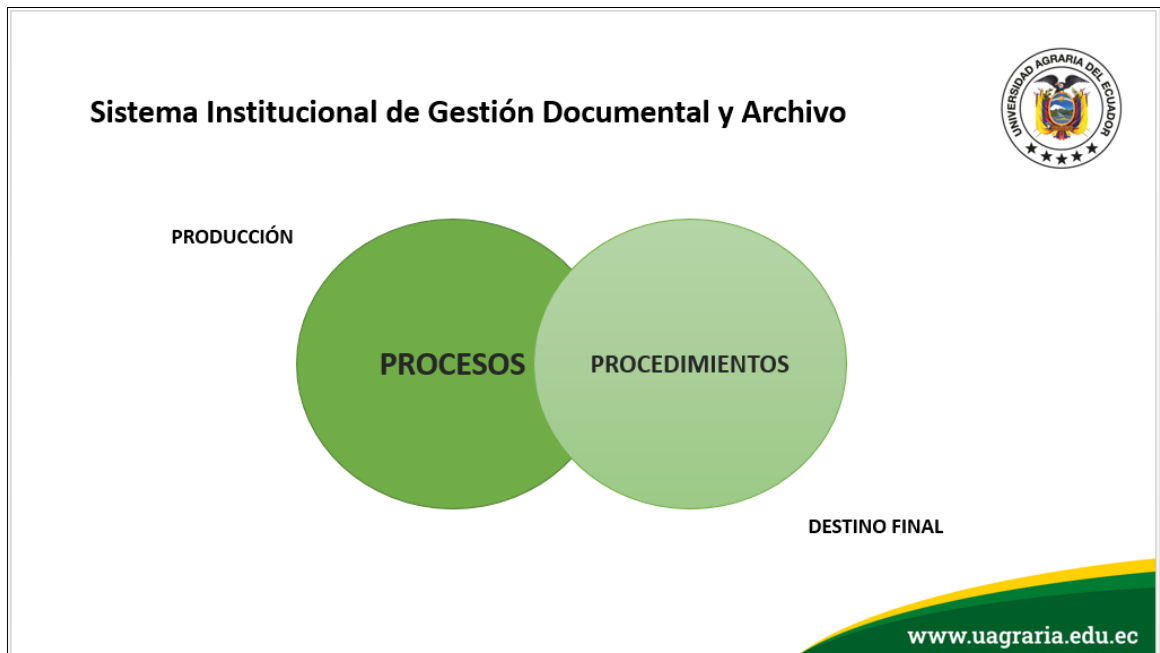 Sistema Institucional de Gestión Documental y Archivo
UNIVERSIDAD AGRARIA DEL ECUADOR
PRODUCCIÓN
PROCESOS
PROCEDIMIENTOS
DESTINO FINAL
www.uagraria.edu.ec